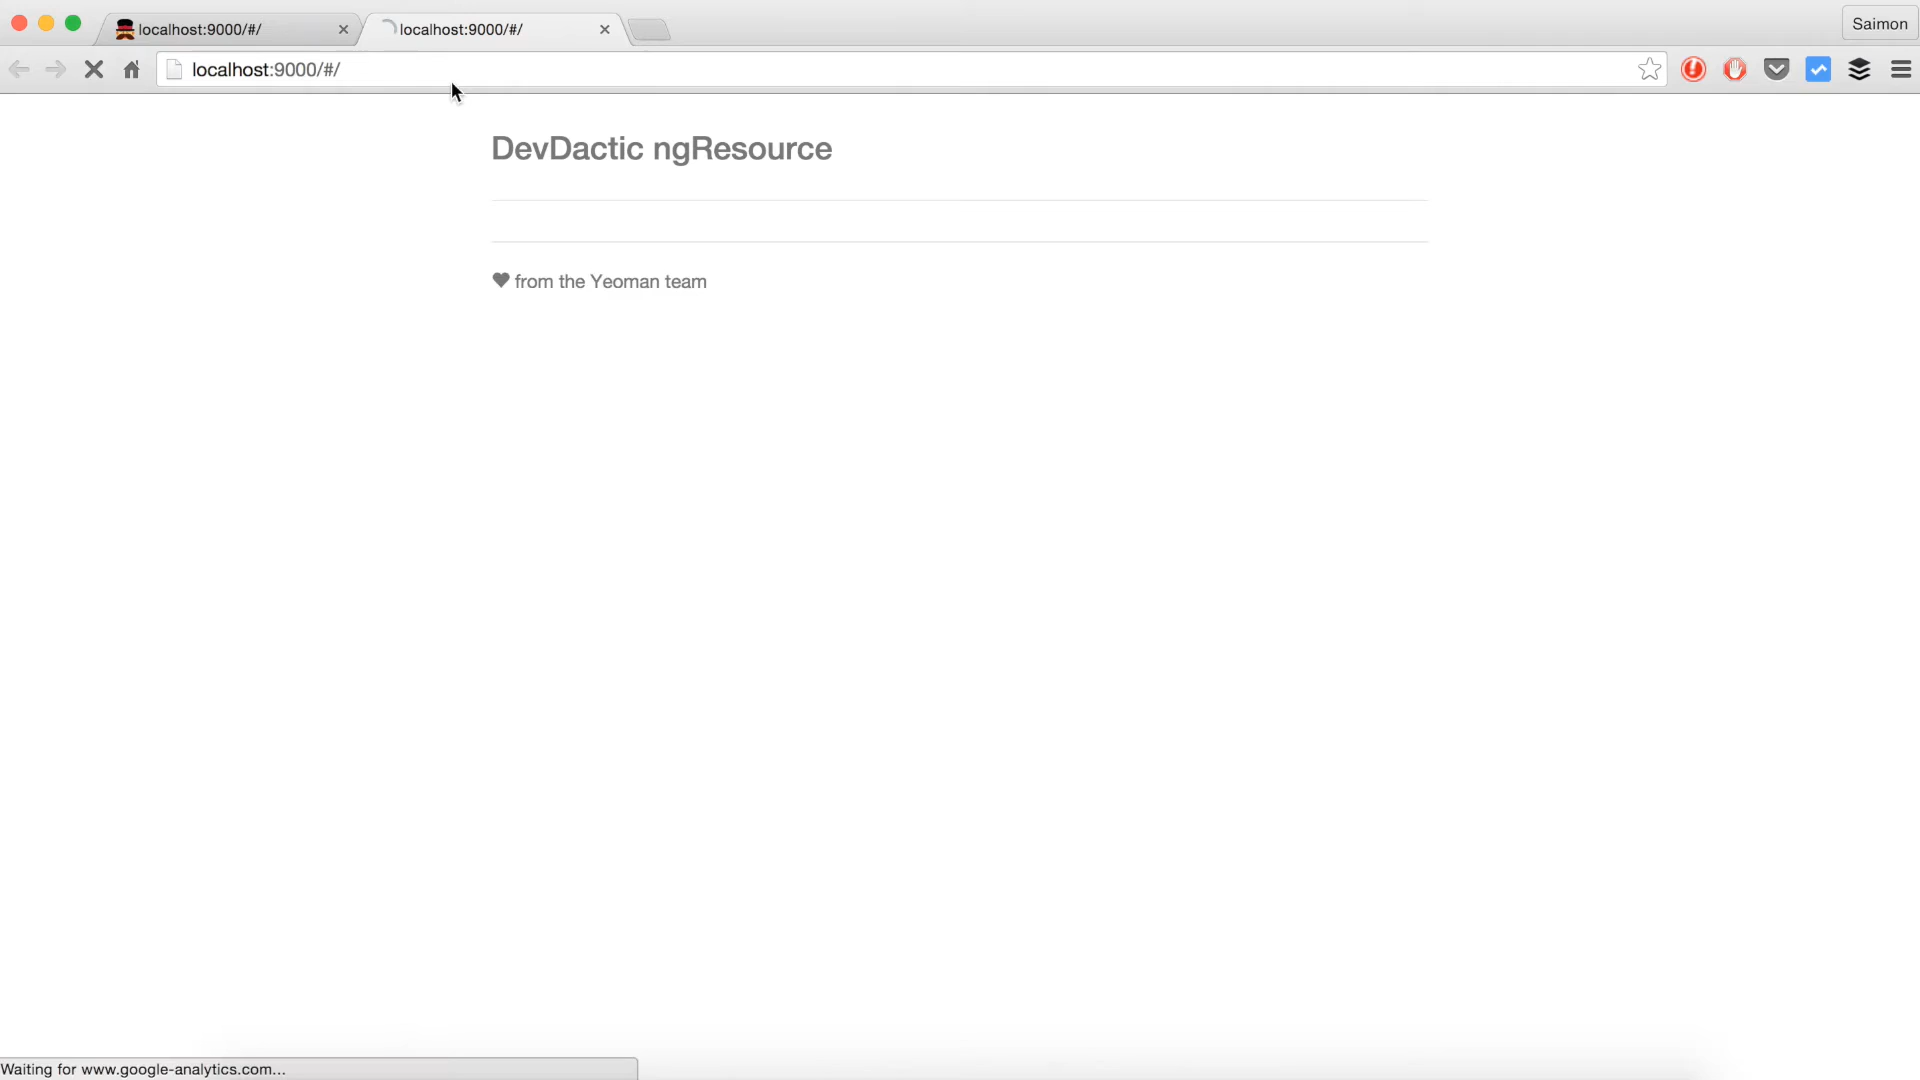 localhost:9000/#/
localhost:9000/#/
Saimon
localhost:9000/#/
DevDactic ngResource
from the Yeoman team
Waiting for www.google-analytics.com...